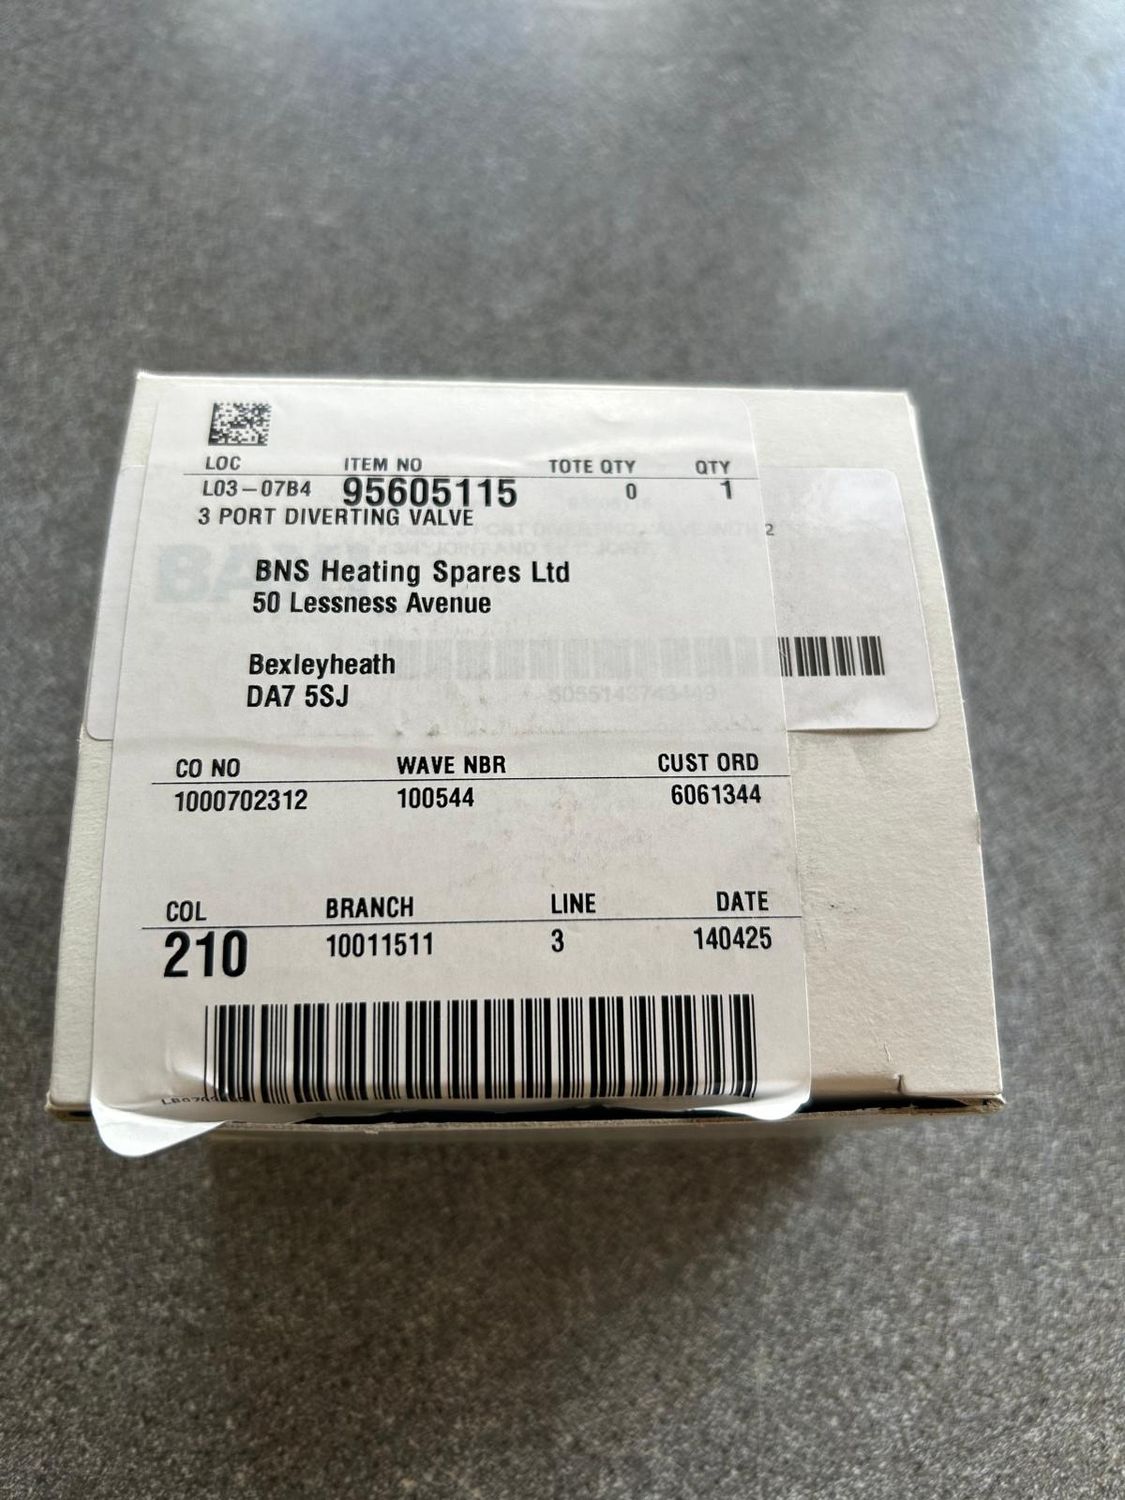 LOC ITEM NO TOTE QTY QTY
L03-07B4 95605115 0 1
3 PORT DIVERTING VALVE
BNS Heating Spares Ltd
50 Lessness Avenue
Bexleyheath
DA7 5SJ
CO NO WAVE NBR CUST ORD
1000702312 100544 6061344
COL BRANCH LINE DATE
210 10011511 3 140425